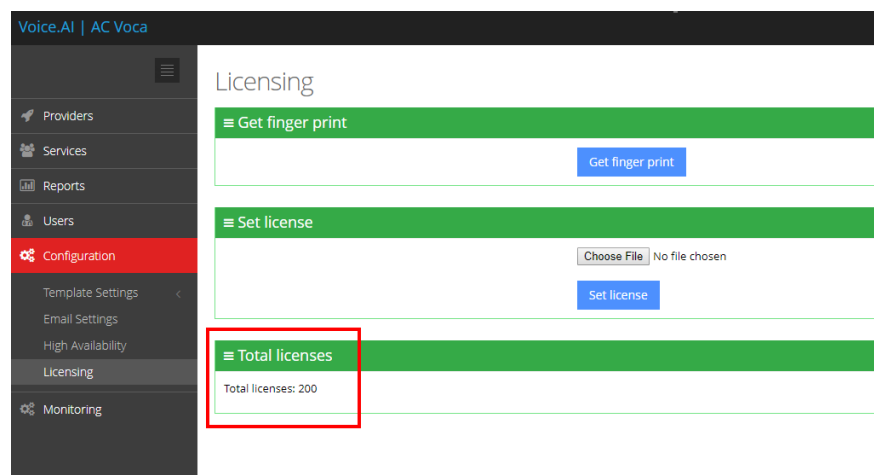 Voice.AI | AC Voca
Licensing
Providers
Services
Reports
Users
Configuration
Template Settings
Email Settings
High Availability
Licensing
Monitoring
Get finger print
Get finger print
Set license
Choose File No file chosen
Set license
Total licenses
Total licenses: 200